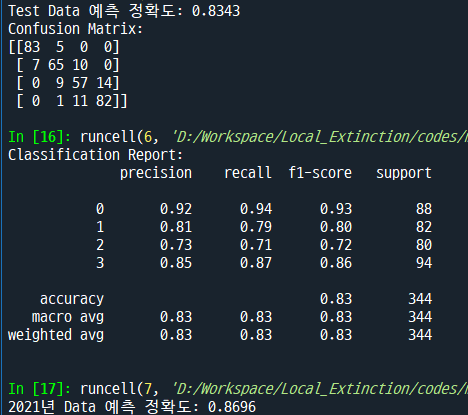 Test Data 예측 정확도: 0.8343
Confusion Matrix:
[[83  5  0  0]
 [ 7 65 10  0]
 [ 0  9 57 14]
 [ 0  1 11 82]]
In [16]: runcell(6, 'D:/Workspace/Local_Extinction/codes/
Classification Report:
              precision    recall  f1-score   support
           0       0.92      0.94      0.93        88
           1       0.81      0.79      0.80        82
           2       0.73      0.71      0.72        80
           3       0.85      0.87      0.86        94
    accuracy                           0.83       344
   macro avg       0.83      0.83      0.83       344
weighted avg       0.83      0.83      0.83       344
In [17]: runcell(7, 'D:/Workspace/Local_Extinction/codes/
2021년 Data 예측 정확도: 0.8696